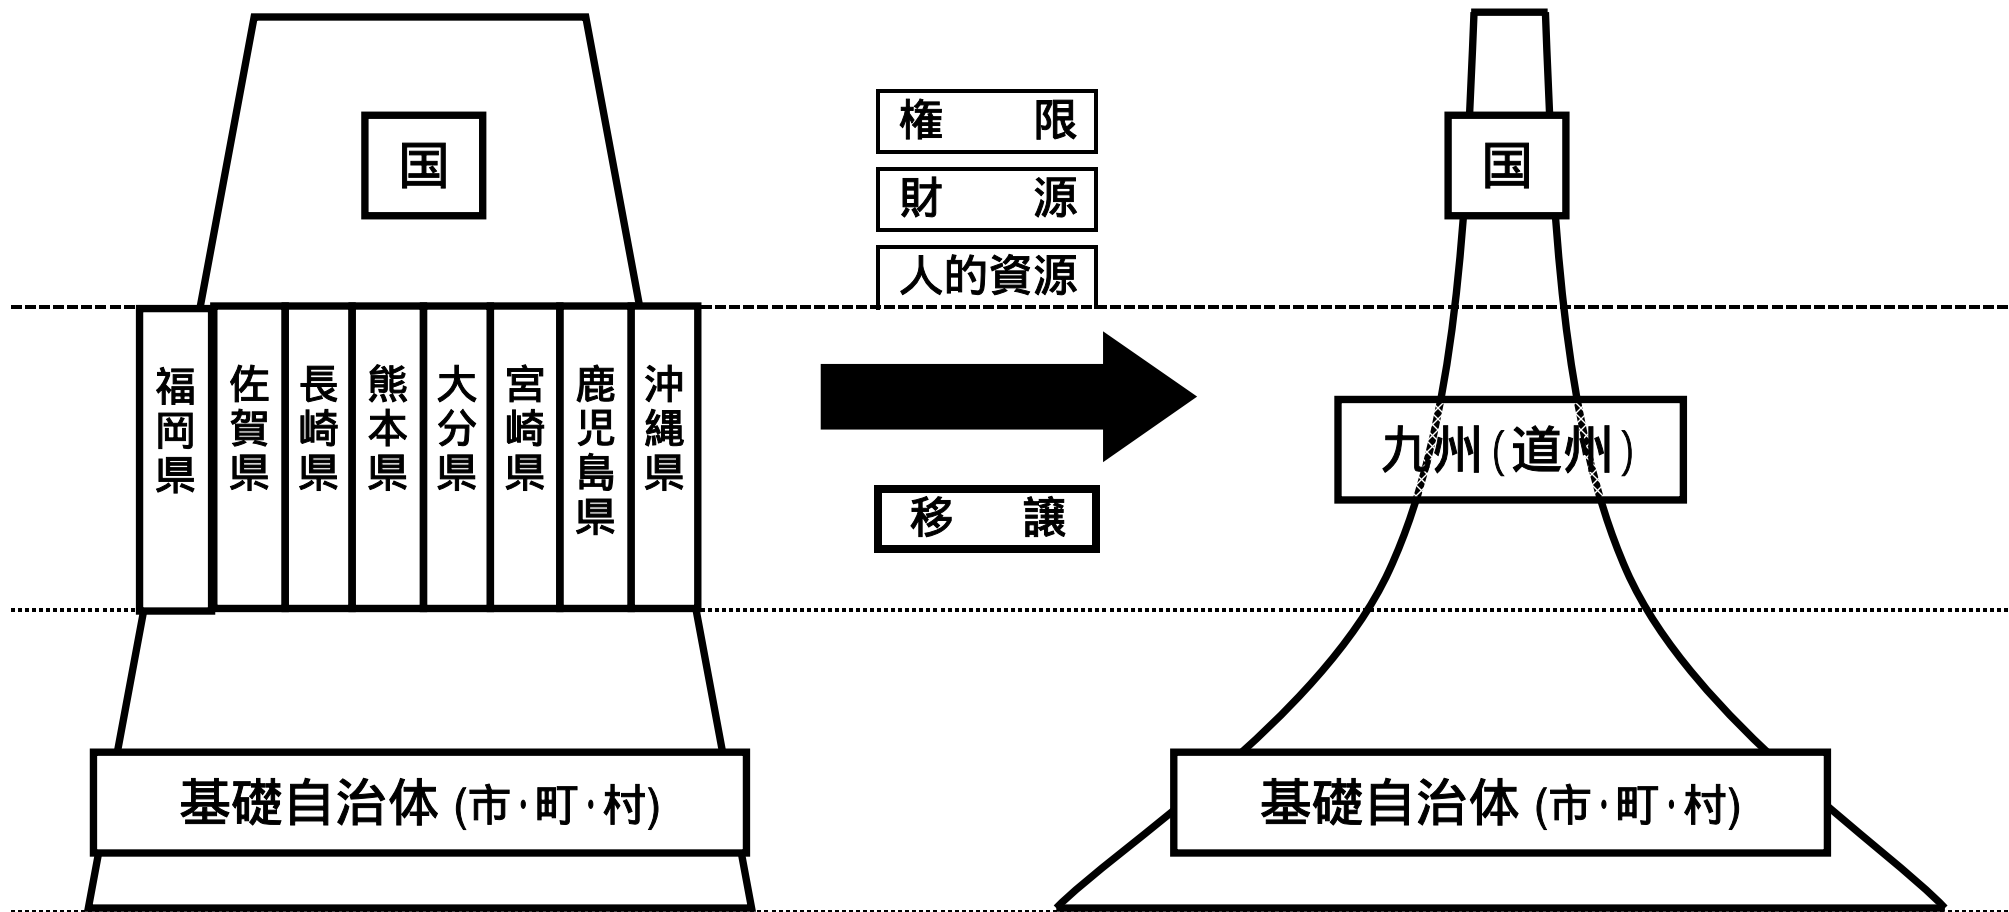 国
福岡県
佐賀県
長崎県
熊本県
大分県
宮崎県
鹿児島県
沖縄県
基礎自治体 (市・町・村)
権 限
財 源
人的資源
移 譲
国
九州(道州)
基礎自治体 (市・町・村)